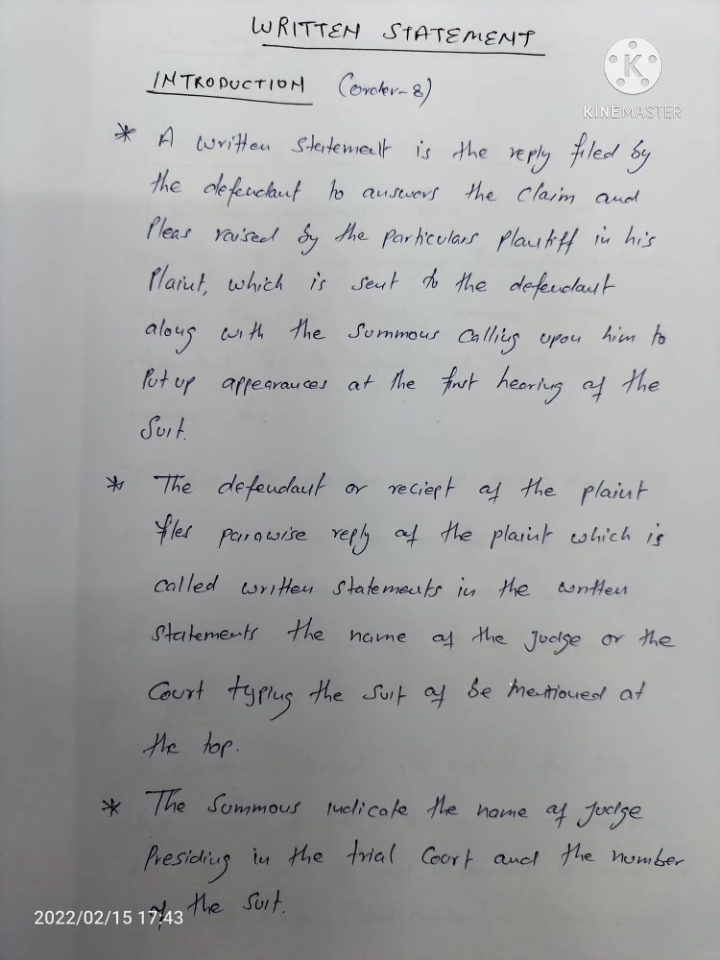 WRITTEN STATEMENT
INTRODUCTION (order-8)
K
KINEMASTER
* A written statement is the reply filed by
the defendant to answers the claim and
Pleas raised by the particulars plaintiff in his
Plaint, which is sent to the defendant
along with the summons calling upon him to
Put up appearances at the first hearing of the
Suit.
* The defendant or reciept of the plaint
files parawise reply of the plaint which is
called written statements in the written
statements the name of the Judge or the
Court typing the suit of be mentioned at
the top.
* The Summons indicate the name of Judge
Presiding in the trial Court and the number
of the Suit.
2022/02/15 17:43